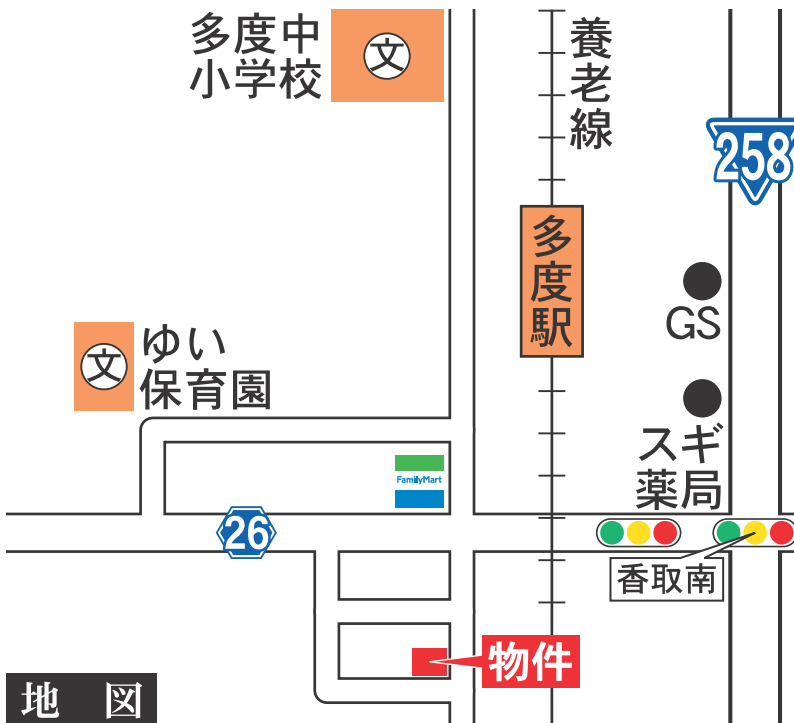 多度中
小学校
文
養老線
258
多度駅
GS
文
ゆい
保育園
スギ
薬局
FamilyMart
26
香取南
物件
地 図